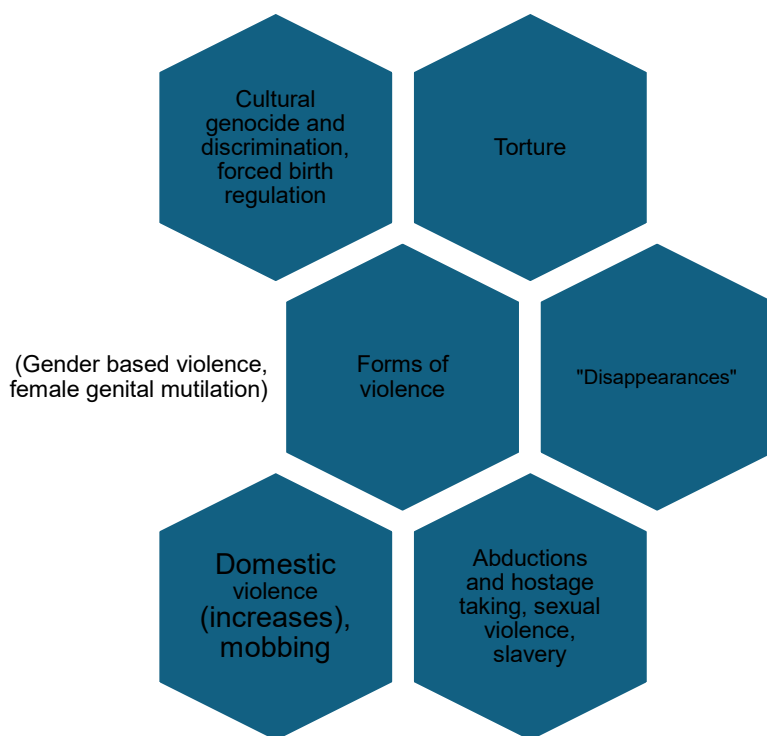 Cultural
genocide and
discrimination,
forced birth
regulation
Torture
(Gender based violence,
female genital mutilation)
Forms of
violence
"Disappearances"
Domestic
violence
(increases),
mobbing
Abductions
and hostage
taking, sexual
violence,
slavery